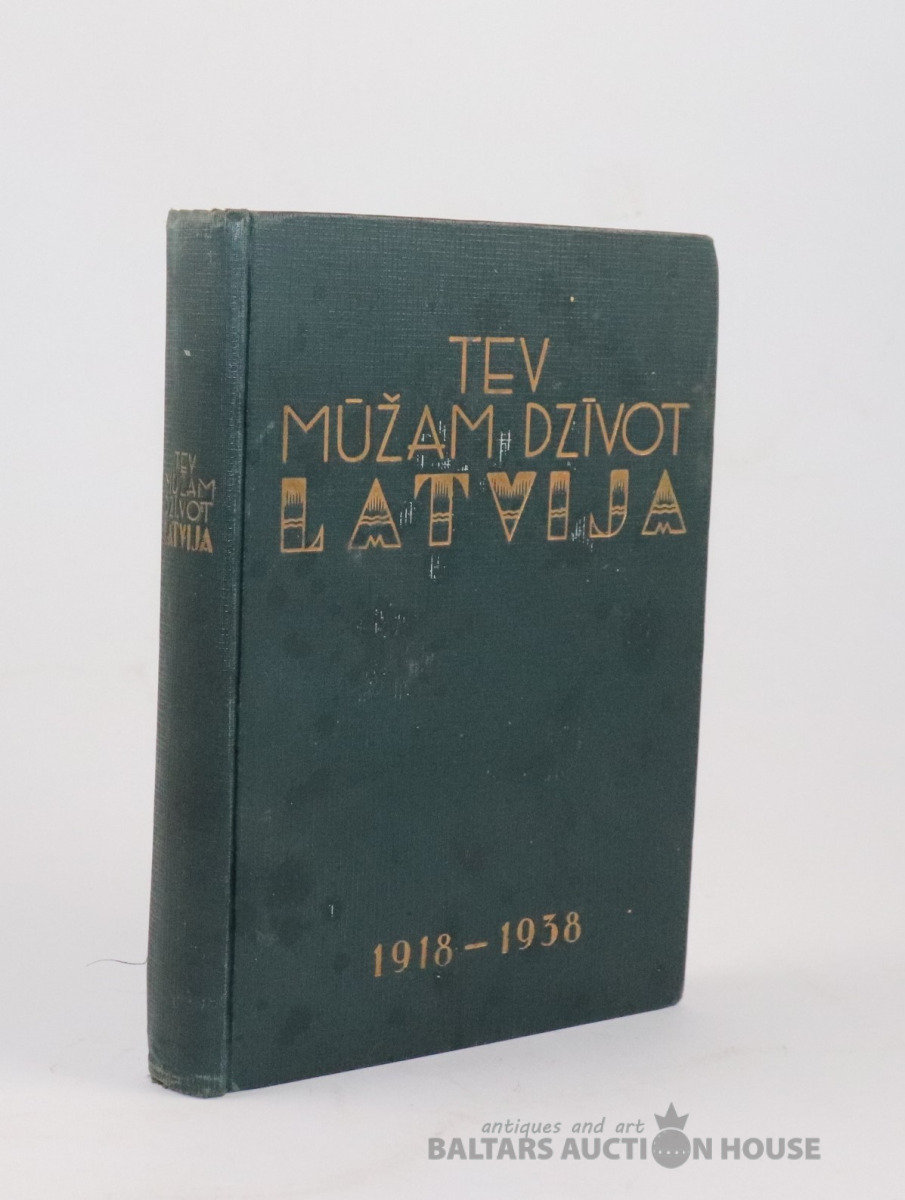 TEV
MŪŽAM DZĪVOT
LATVIJA
1918 – 1938
TEV
MŪŽAM
DZĪVOT
LATVIJA
antiques and art
BALTARS AUCTION HOUSE